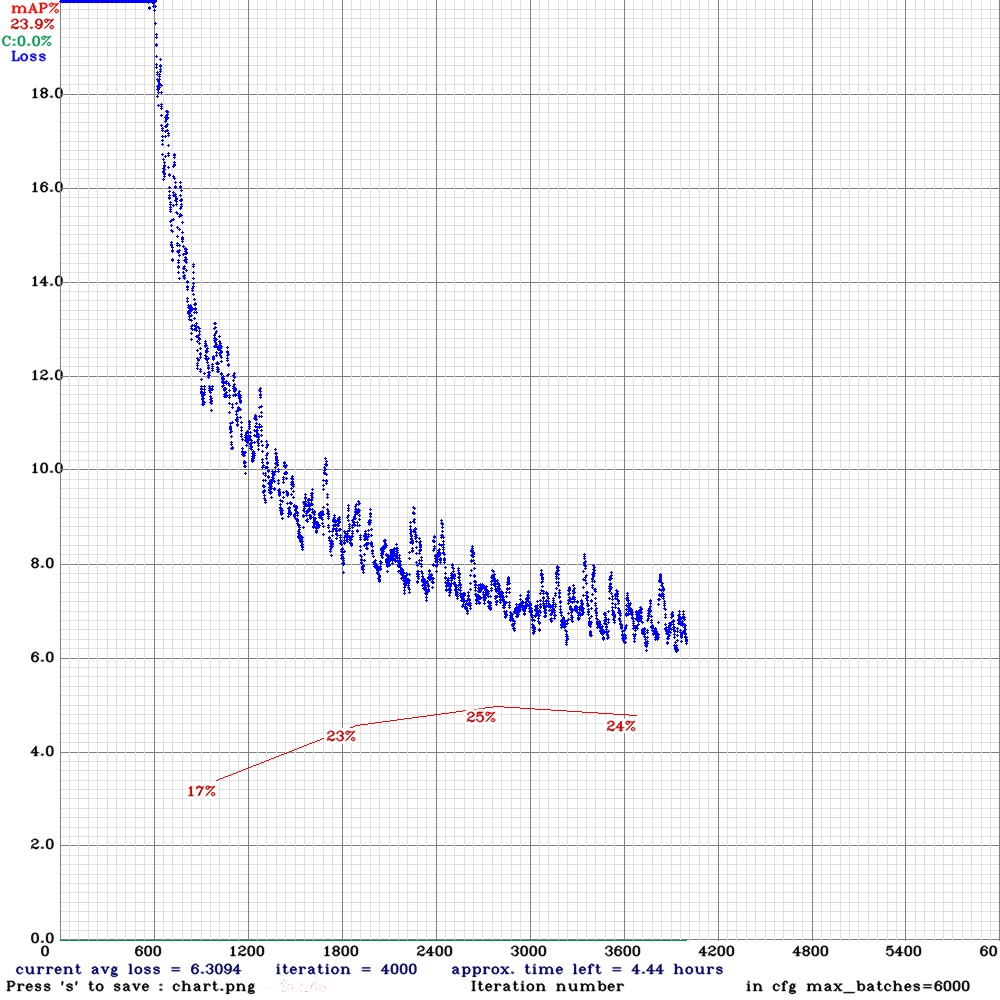 mAP%
23.9%
C:0.0%
Loss
18.0
16.0
14.0
12.0
10.0
8.0
6.0
4.0
2.0
0.0
17%
23%
25%
24%
0 600 1200 1800 2400 3000 3600 4200 4800 5400 60
current avg loss = 6.3094 iteration = 4000 approx. time left = 4.44 hours
Press 's' to save : chart.png Iteration number in cfg max_batches=6000